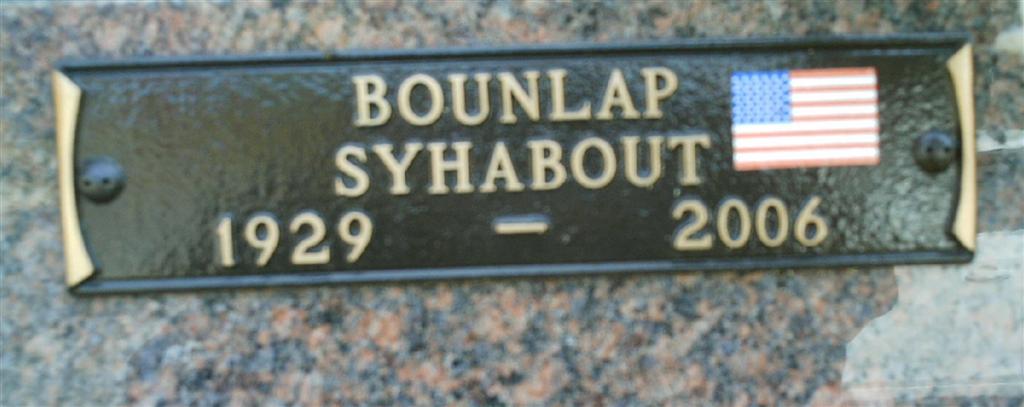 BOUNLAP
SYHABOUT
1929 — 2006